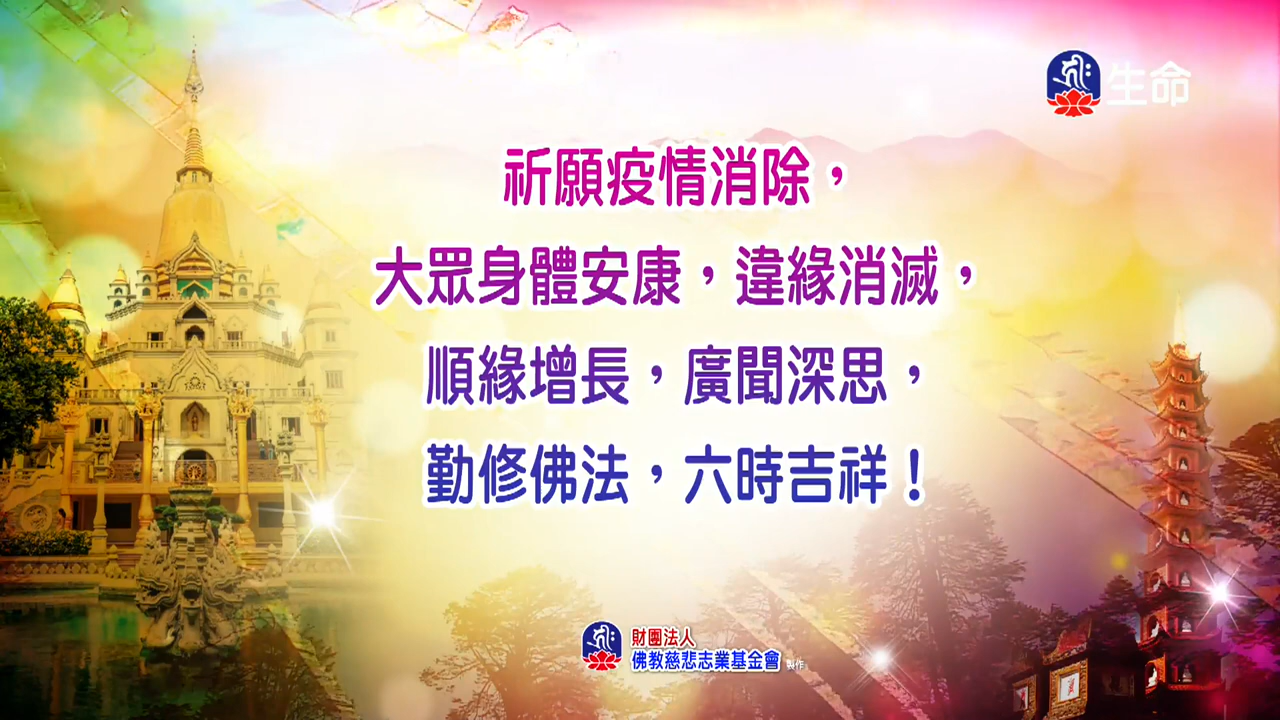 生命
祈願疫情消除，
大眾身體安康，違緣消滅，
順緣增長，廣聞深思，
勤修佛法，六時吉祥！
財團法人
佛教慈悲志業基金會 製作